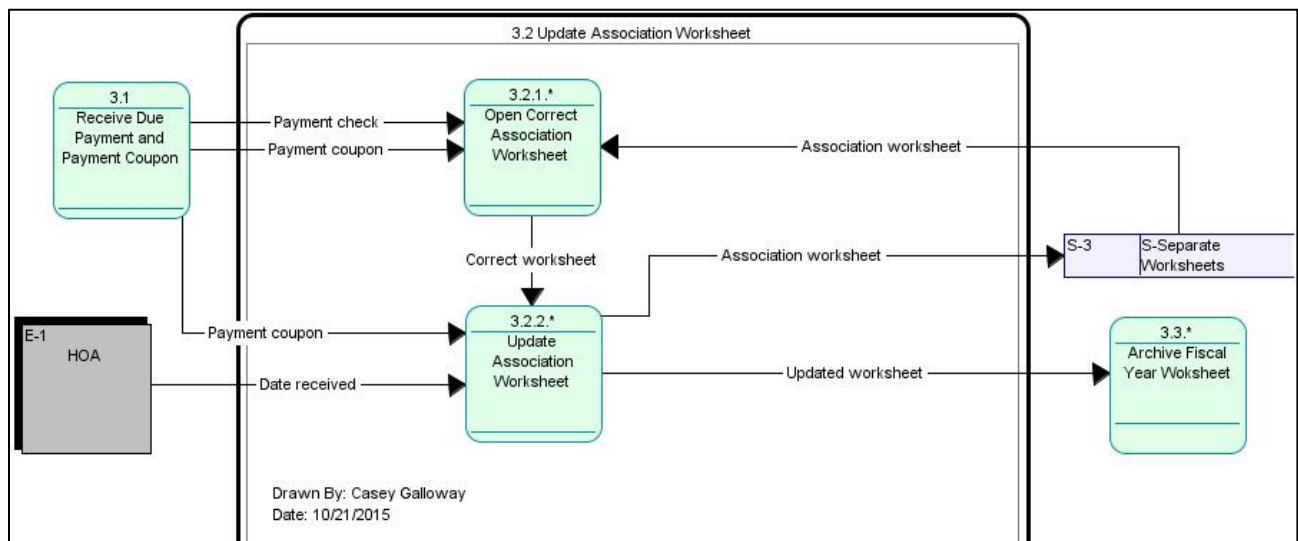 3.2 Update Association Worksheet
3.1
Receive Due
Payment and
Payment Coupon
Payment check
Payment coupon
3.2.1.*
Open Correct
Association
Worksheet
Association worksheet
Correct worksheet
Association worksheet
S-3
S-Separate
Worksheets
E-1
HOA
Payment coupon
Date received
3.2.2.*
Update
Association
Worksheet
Updated worksheet
3.3.*
Archive Fiscal
Year Woksheet
Drawn By: Casey Galloway
Date: 10/21/2015